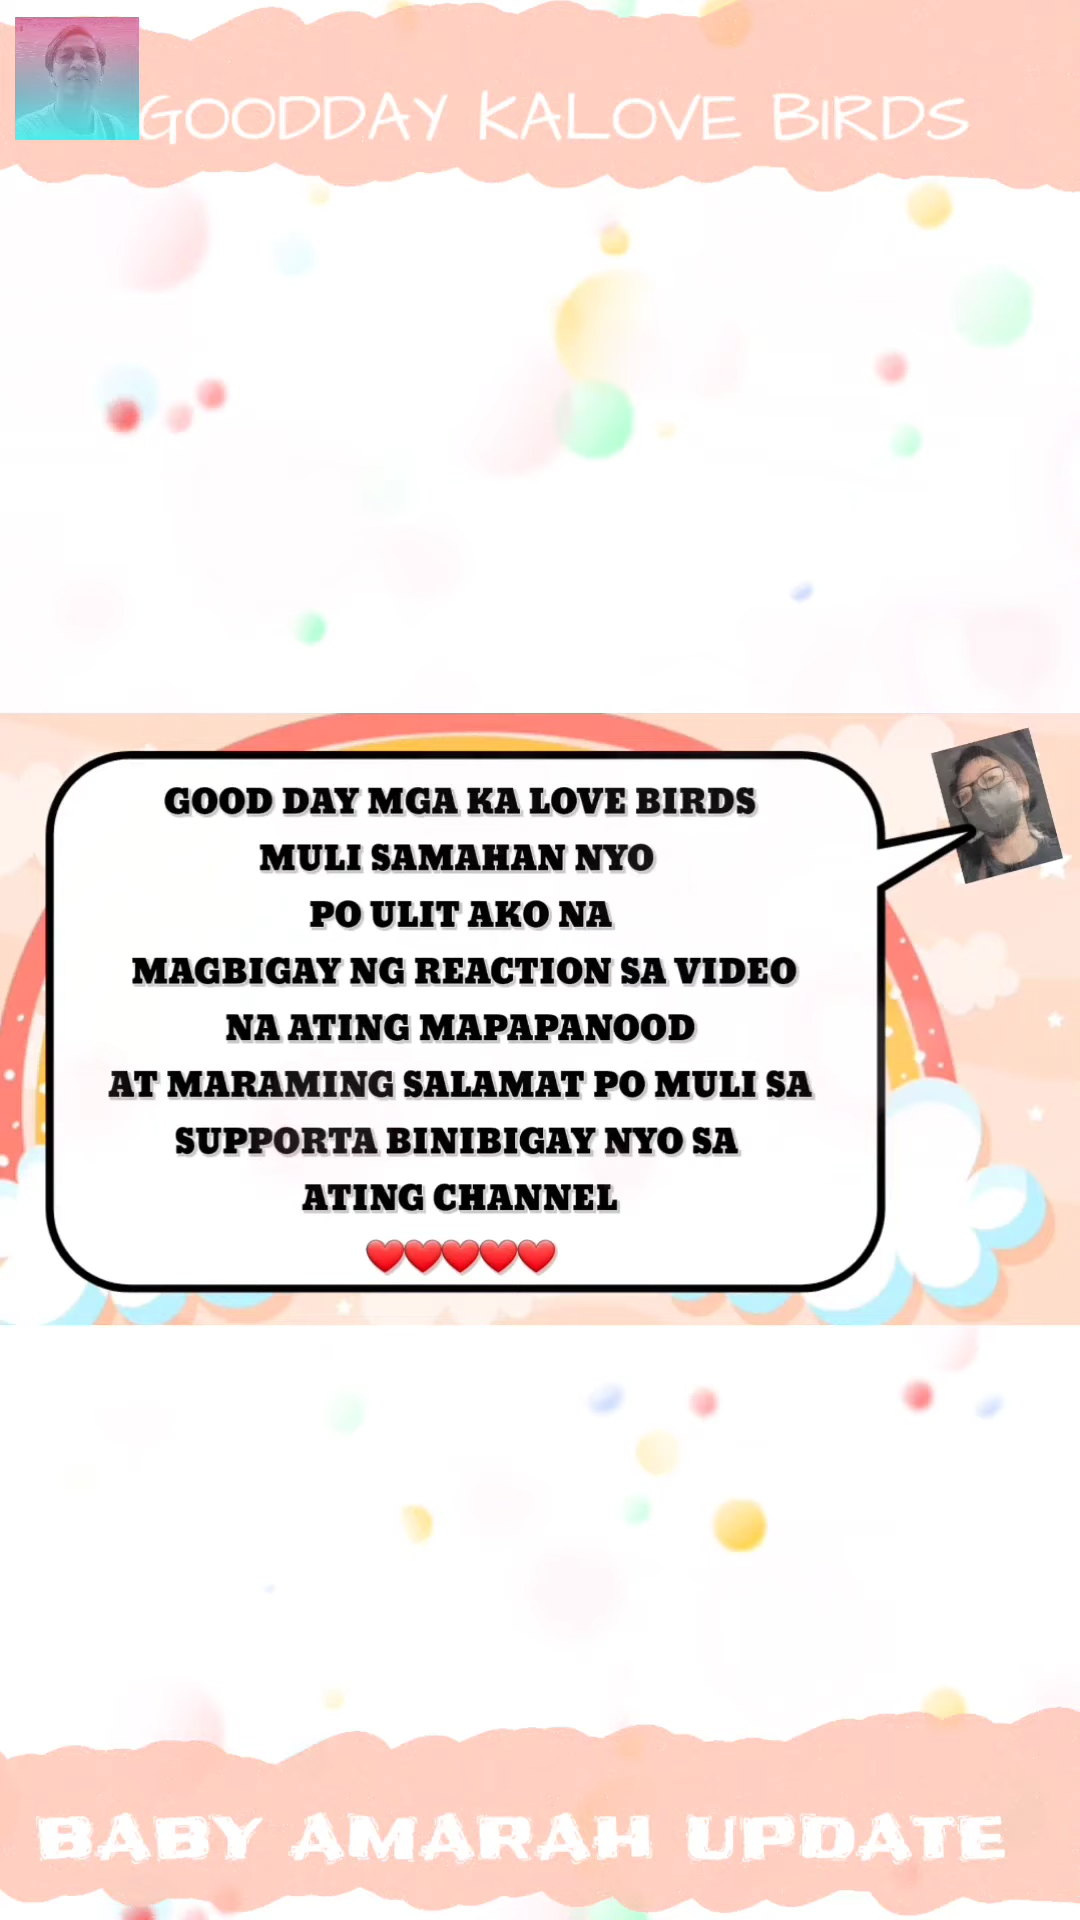 GOODDAY KALOVE BIRDS
GOOD DAY MGA KA LOVE BIRDS
MULI SAMAHAN NYO
PO ULIT AKO NA
MAGBIGAY NG REACTION SA VIDEO
NA ATING MAPAPANOOD
AT MARAMING SALAMAT PO MULI SA
SUPPORTA BINIBIGAY NYO SA
ATING CHANNEL
❤️❤️❤️❤️❤️
BABY AMARAH UPDATE